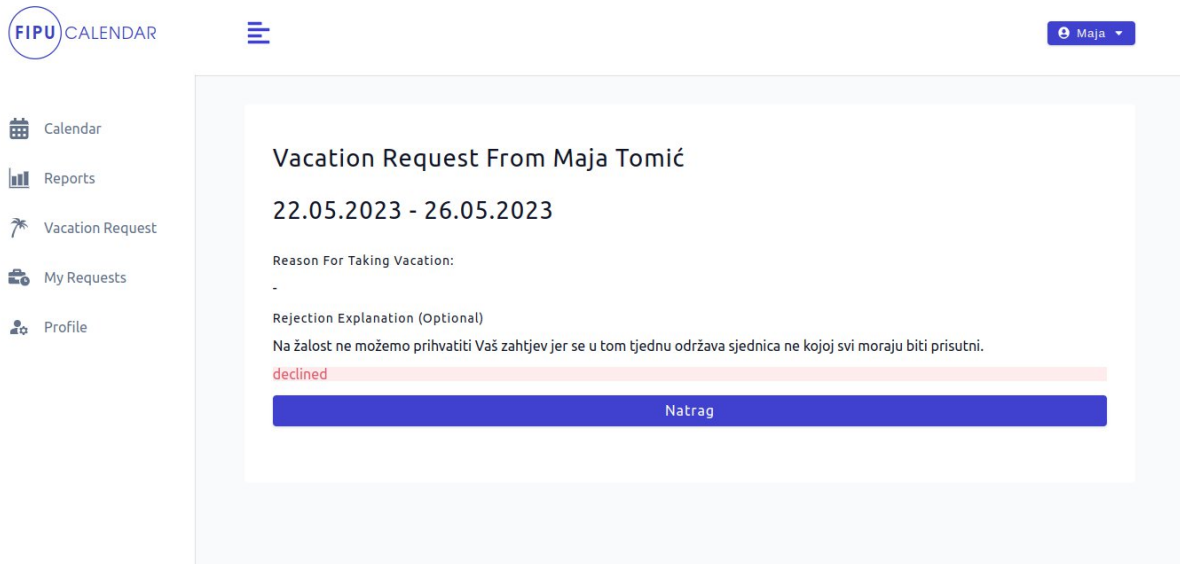 FIPU CALENDAR
Maja
Calendar
Reports
Vacation Request
My Requests
Profile
Vacation Request From Maja Tomić
22.05.2023 - 26.05.2023
Reason For Taking Vacation:
-
Rejection Explanation (Optional)
Na žalost ne možemo prihvatiti Vaš zahtjev jer se u tom tjednu održava sjednica ne kojoj svi moraju biti prisutni.
declined
Natrag